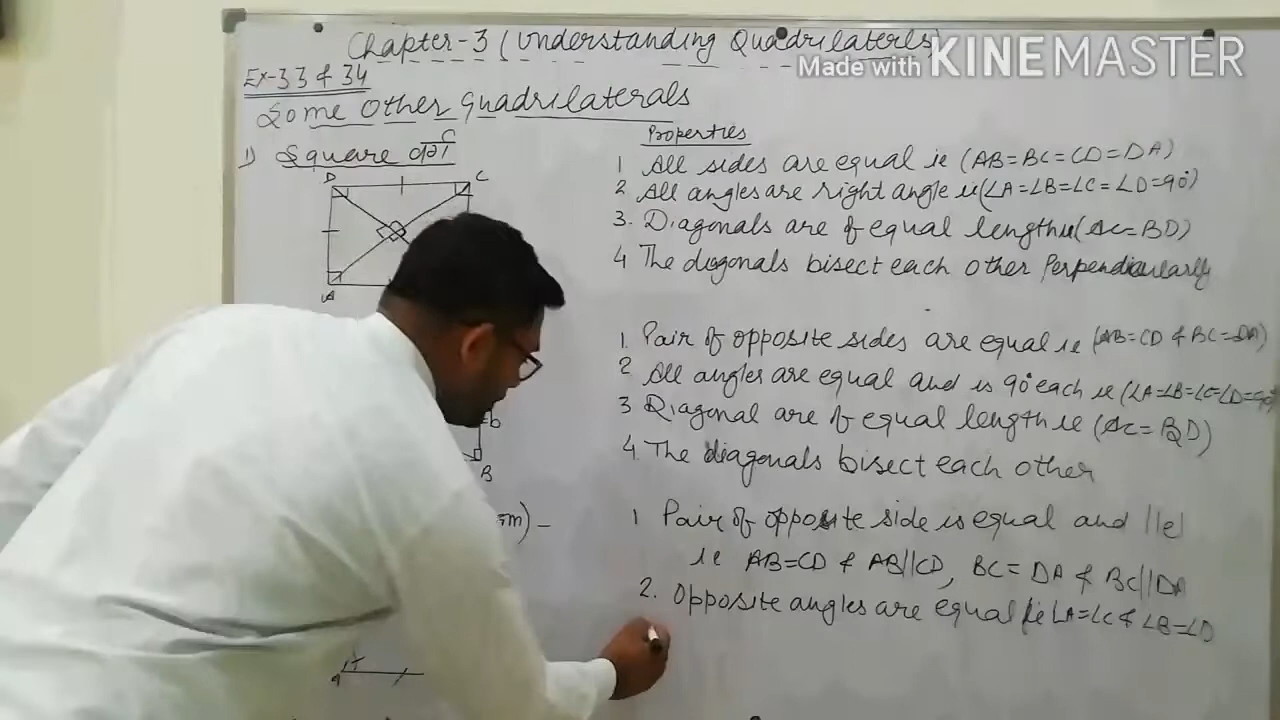 Chapter-3 (Understanding Quadrilaterls)
Made with KINEMASTER
Ex-33 & 34
Some Other Quadrilaterals
1) Square वर्ग
D C
A
b
B
m) -
Properties
1 All sides are equal ie (AB=BC=CD=DA)
2 All angles are right angle ie (∠A=∠B=∠C=∠D=90°)
3. Diagonals are of equal length ie (AC=BD)
4 The diagonals bisect each other Perpendicularly
1. Pair of opposite sides are equal ie (AB=CD & BC=DA)
2 All angles are equal and is 90° each ie (∠A=∠B=∠C=∠D=90°)
3 Diagonal are of equal length ie (AC=BD)
4. The diagonals bisect each other
1 Pair of opposite side is equal and ||el
ie AB=CD & AB||CD, BC=DA & BC||DA
2. Opposite angles are equal ie ∠A=∠C & ∠B=∠D